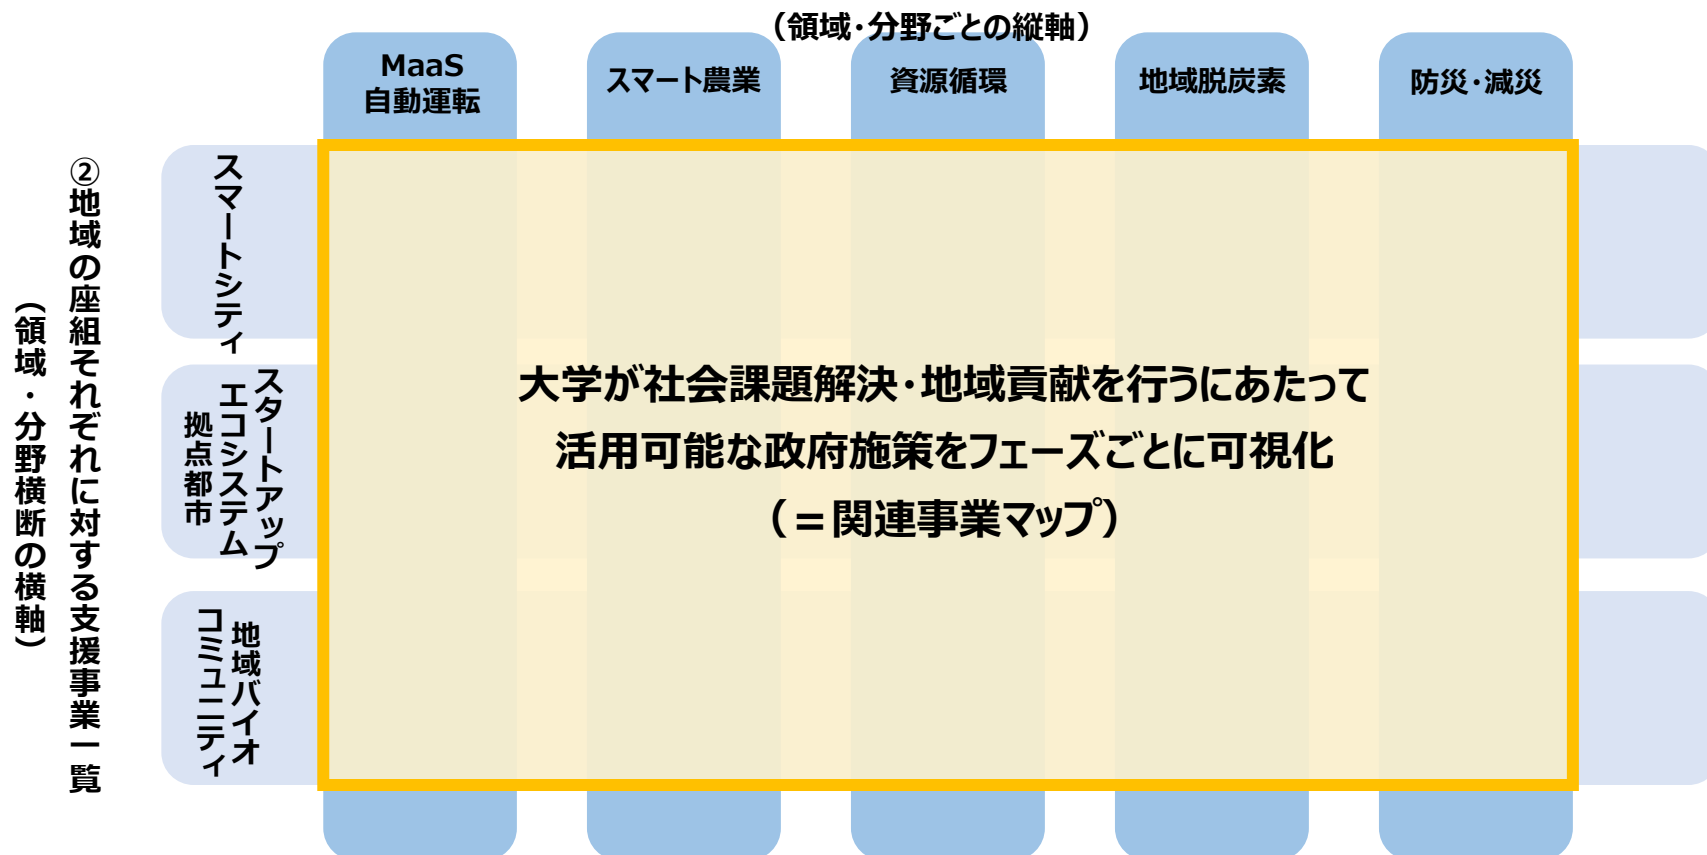 （領域・分野ごとの縦軸）
MaaS
自動運転
スマート農業
資源循環
地域脱炭素
防災・減災
②地域の座組それぞれに対する支援事業一覧
（領域・分野横断の横軸）
スマートシティ
スタートアップ
エコシステム
拠点都市
地域バイオ
コミュニティ
大学が社会課題解決・地域貢献を行うにあたって
活用可能な政府施策をフェーズごとに可視化
（＝関連事業マップ）